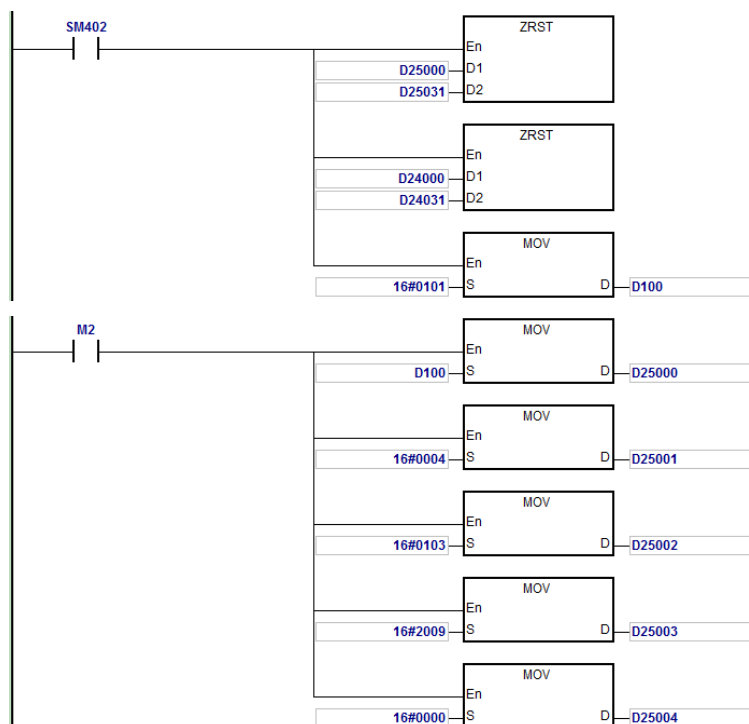 SM402
ZRST
En
D25000 D1
D25031 D2
ZRST
En
D24000 D1
D24031 D2
MOV
En
16#0101 S D D100
M2
MOV
En
D100 S D D25000
MOV
En
16#0004 S D D25001
MOV
En
16#0103 S D D25002
MOV
En
16#2009 S D D25003
MOV
En
16#0000 S D D25004